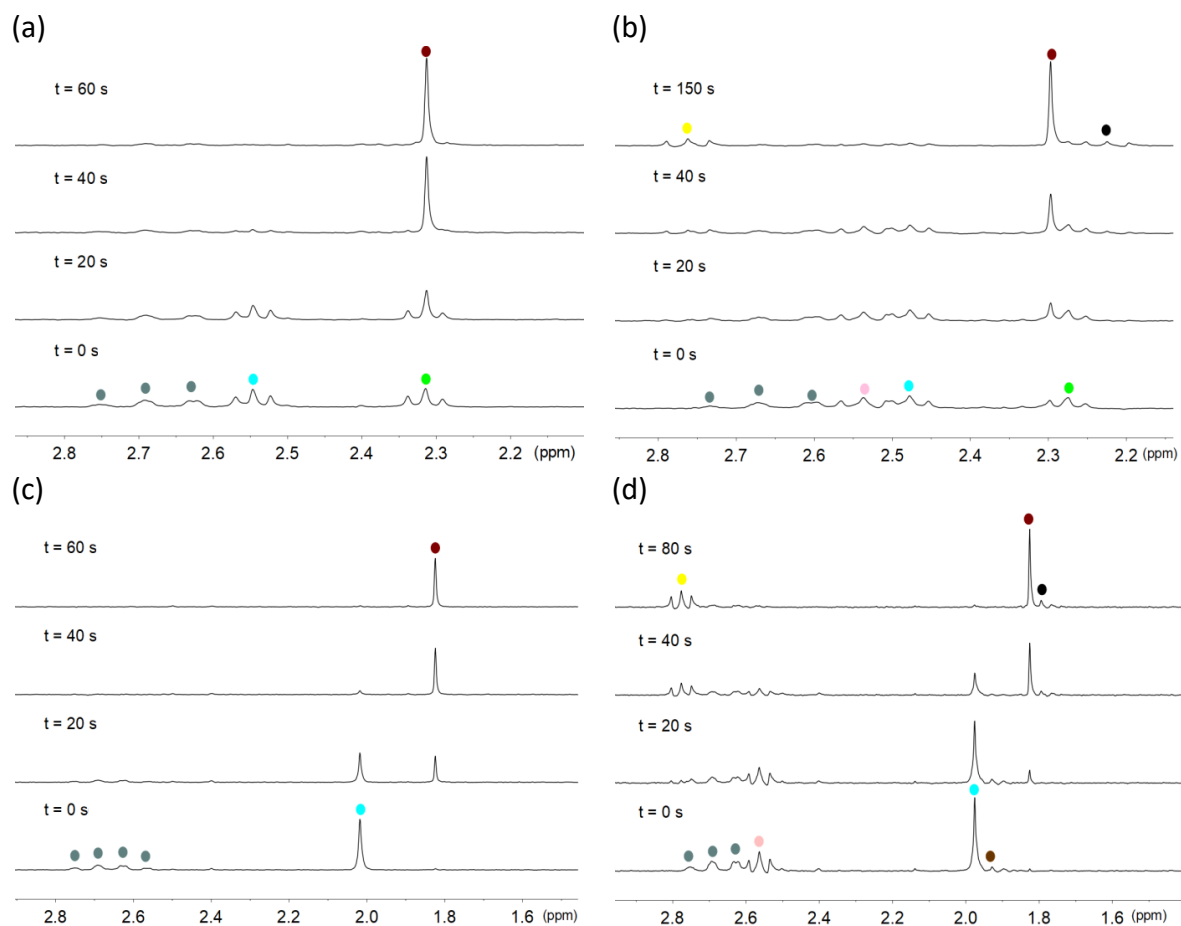 (a)
t = 60 s
t = 40 s
t = 20 s
t = 0 s
2.8 2.7 2.6 2.5 2.4 2.3 2.2 (ppm)
(b)
t = 150 s
t = 40 s
t = 20 s
t = 0 s
2.8 2.7 2.6 2.5 2.4 2.3 2.2 (ppm)
(c)
t = 60 s
t = 40 s
t = 20 s
t = 0 s
2.8 2.6 2.4 2.2 2.0 1.8 1.6 (ppm)
(d)
t = 80 s
t = 40 s
t = 20 s
t = 0 s
2.8 2.6 2.4 2.2 2.0 1.8 1.6 (ppm)